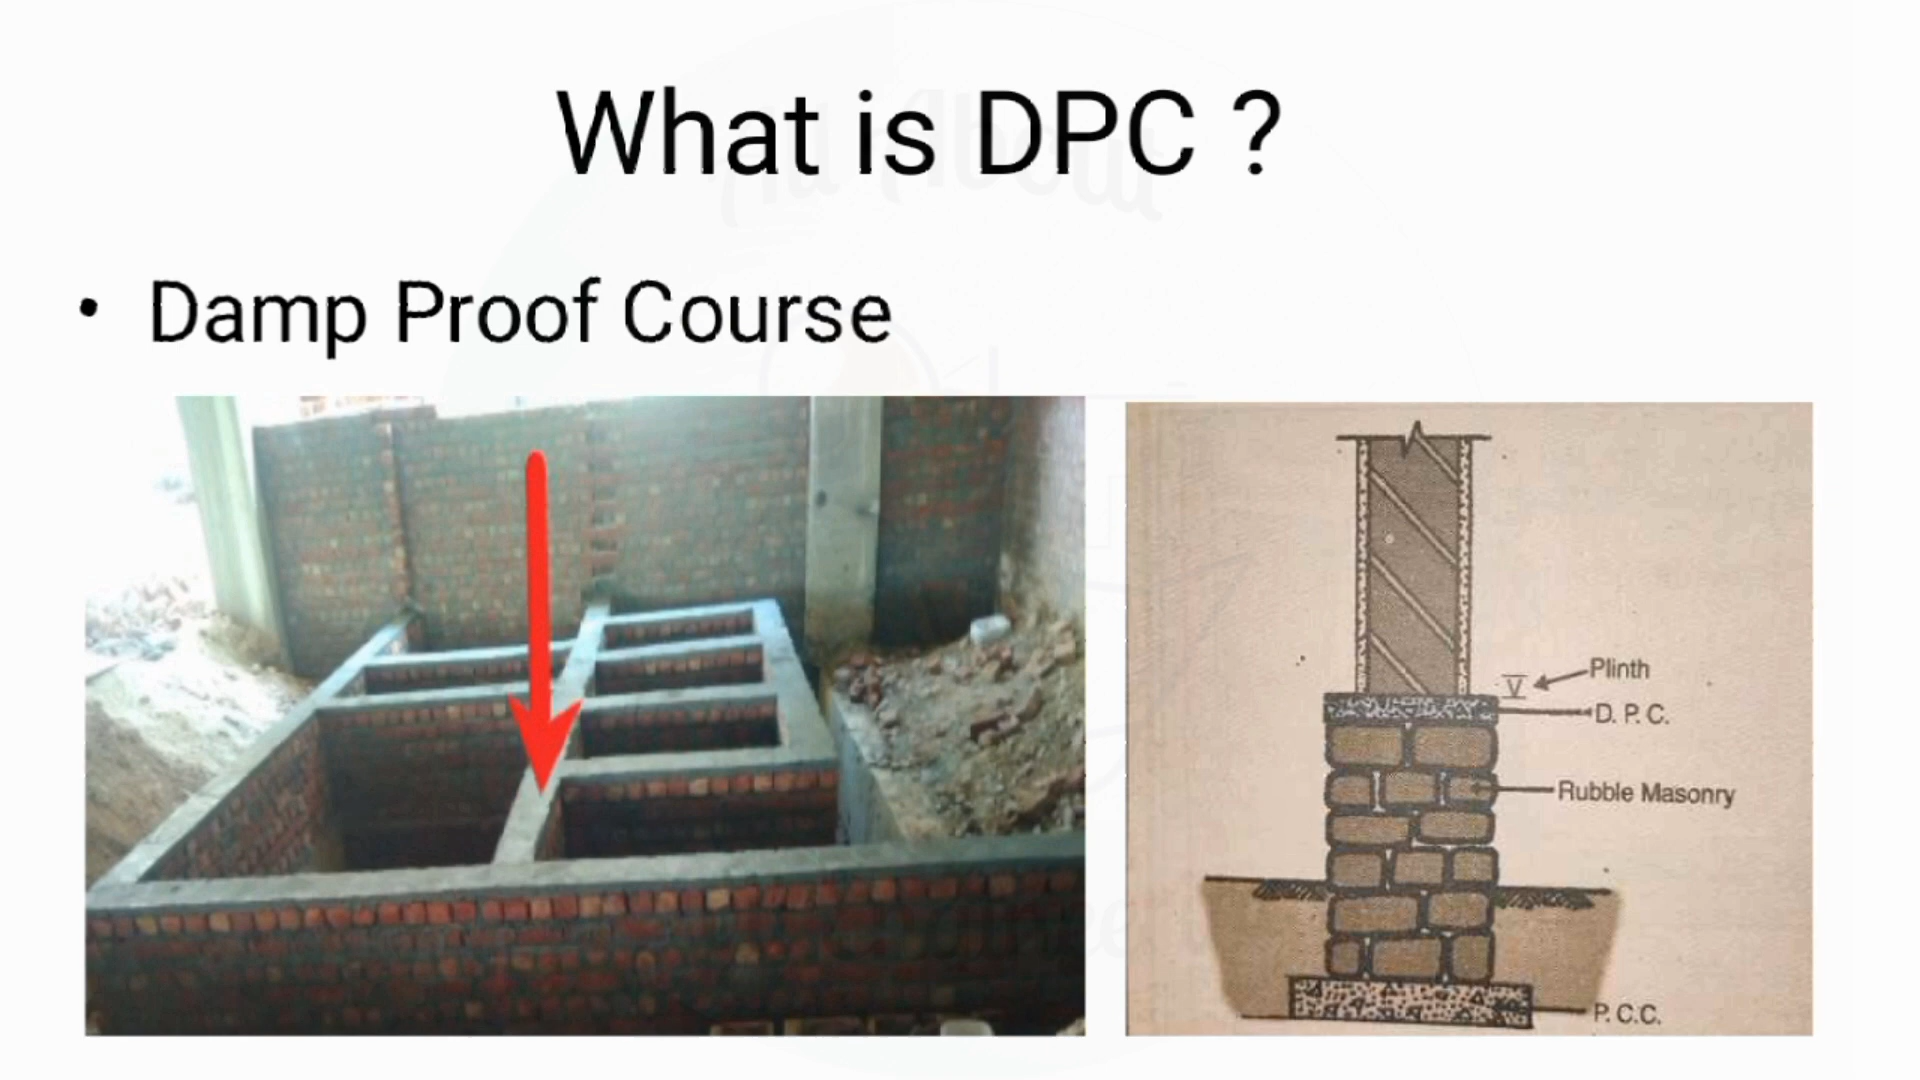 What is DPC ?
• Damp Proof Course
Plinth
D. P. C.
Rubble Masonry
P. C.C.